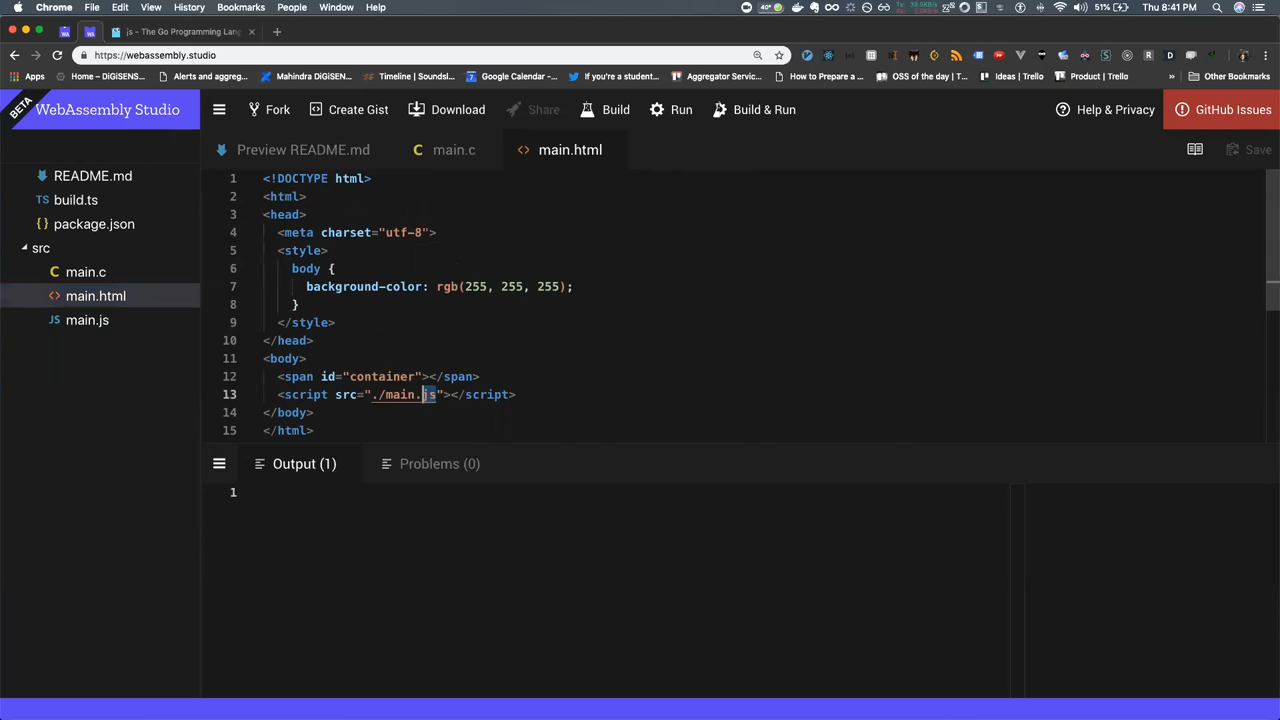 Chrome File Edit View History Bookmarks People Window Help
40° 51% Thu 8:41 PM
js - The Go Programming Lang
https://webassembly.studio
Apps Home – DiGiSENS... Alerts and aggreg... Mahindra DiGiSEN... Timeline | Soundsl... Google Calendar -... If you're a student... Aggregator Servic... How to Prepare a ... OSS of the day | T... Ideas | Trello Product | Trello » Other Bookmarks
BETA
WebAssembly Studio
Fork Create Gist Download Share Build Run Build & Run Help & Privacy GitHub Issues
Preview README.md main.c main.html Save
README.md
build.ts
package.json
src
main.c
main.html
main.js
1 <!DOCTYPE html>
2 <html>
3 <head>
4 <meta charset="utf-8">
5 <style>
6 body {
7 background-color: rgb(255, 255, 255);
8 }
9 </style>
10 </head>
11 <body>
12 <span id="container"></span>
13 <script src="./main.js"></script>
14 </body>
15 </html>
Output (1) Problems (0)
1